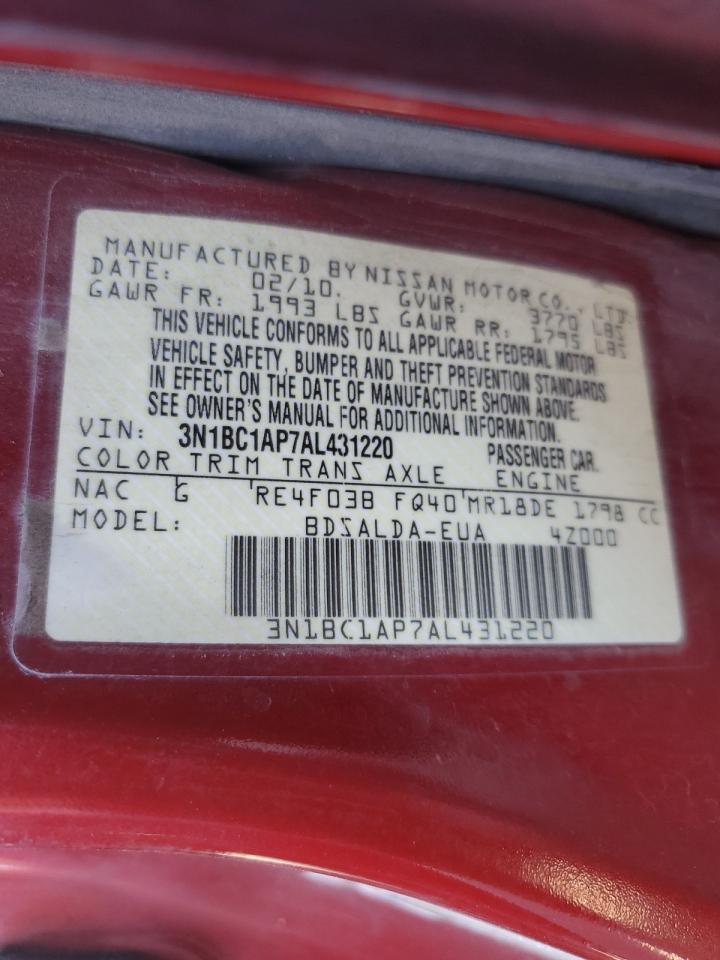 MANUFACTURED BY NISSAN MOTOR CO., LTD.
DATE: 02/10. GVWR: 3770 LBS
GAWR FR: 1993 LBS GAWR RR: 1795 LBS
THIS VEHICLE CONFORMS TO ALL APPLICABLE FEDERAL MOTOR
VEHICLE SAFETY, BUMPER AND THEFT PREVENTION STANDARDS
IN EFFECT ON THE DATE OF MANUFACTURE SHOWN ABOVE.
SEE OWNER'S MANUAL FOR ADDITIONAL INFORMATION.
VIN: 3N1BC1AP7AL431220 PASSENGER CAR.
COLOR TRIM TRANS AXLE ENGINE
NAC G RE4F03B FQ40 MR18DE 1798 CC
MODEL: BDSALDA-EUA 4Z000
3N1BC1AP7AL431220